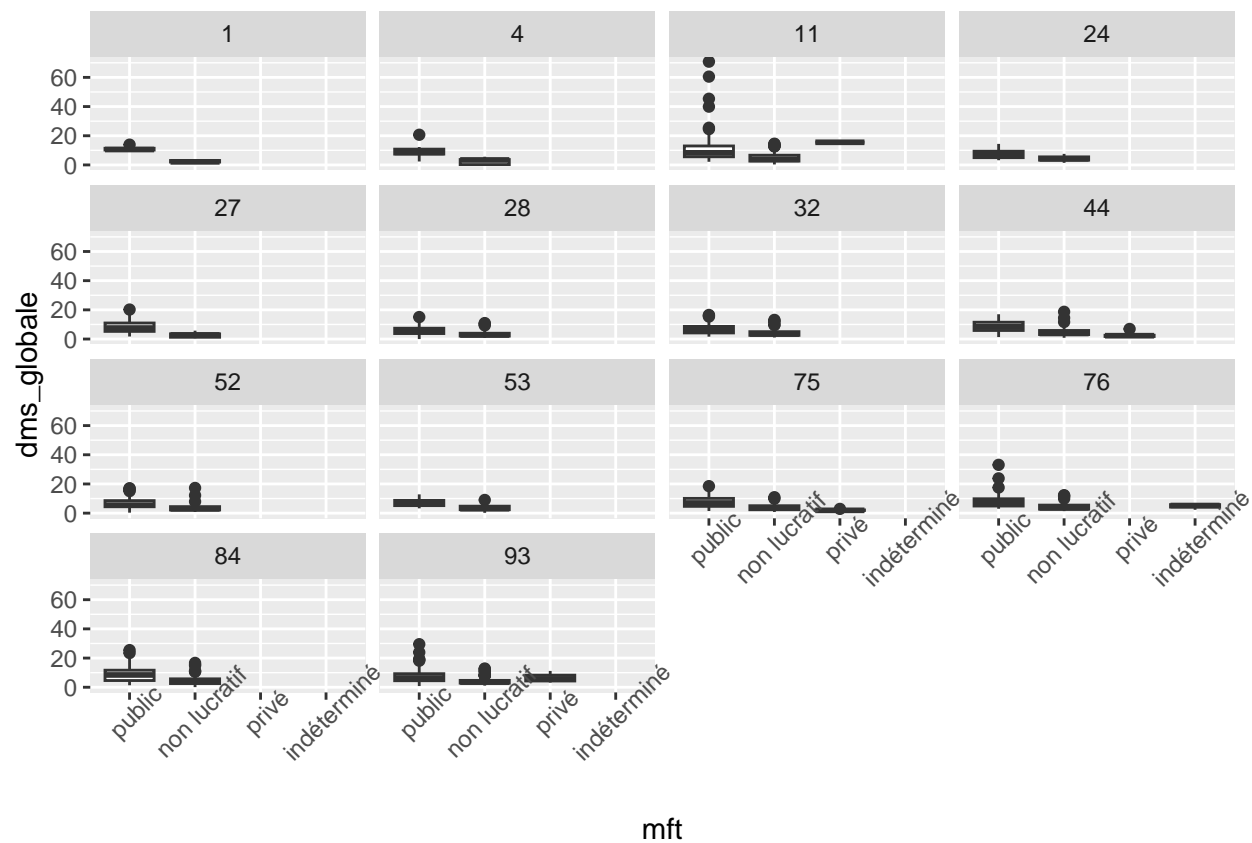 1 4 11 24
60
40
20
0
27 28 32 44
60
40
20
0
dms_globale
52 53 75 76
60
40
20
0
public non lucratif privé indéterminé public non lucratif privé indéterminé
84 93
60
40
20
0
public non lucratif privé indéterminé public non lucratif privé indéterminé
mft